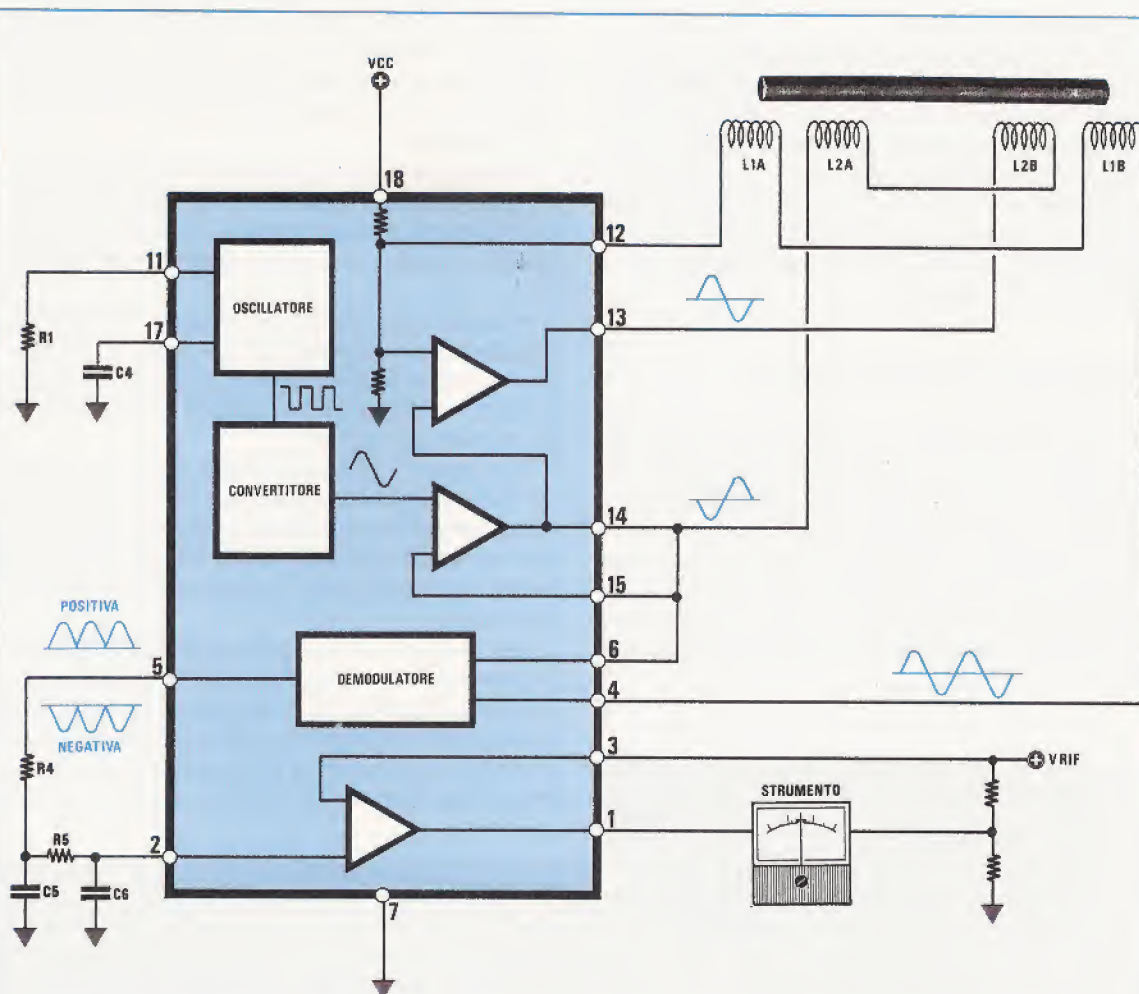 VCC
18
L1A
L2A
L2B
L1B
12
11
OSCILLATORE
13
17
R1
C4
CONVERTITORE
14
15
POSITIVA
6
5
DEMODULATORE
4
NEGATIVA
3
VRIF
R4
STRUMENTO
1
R5
2
C5
C6
7